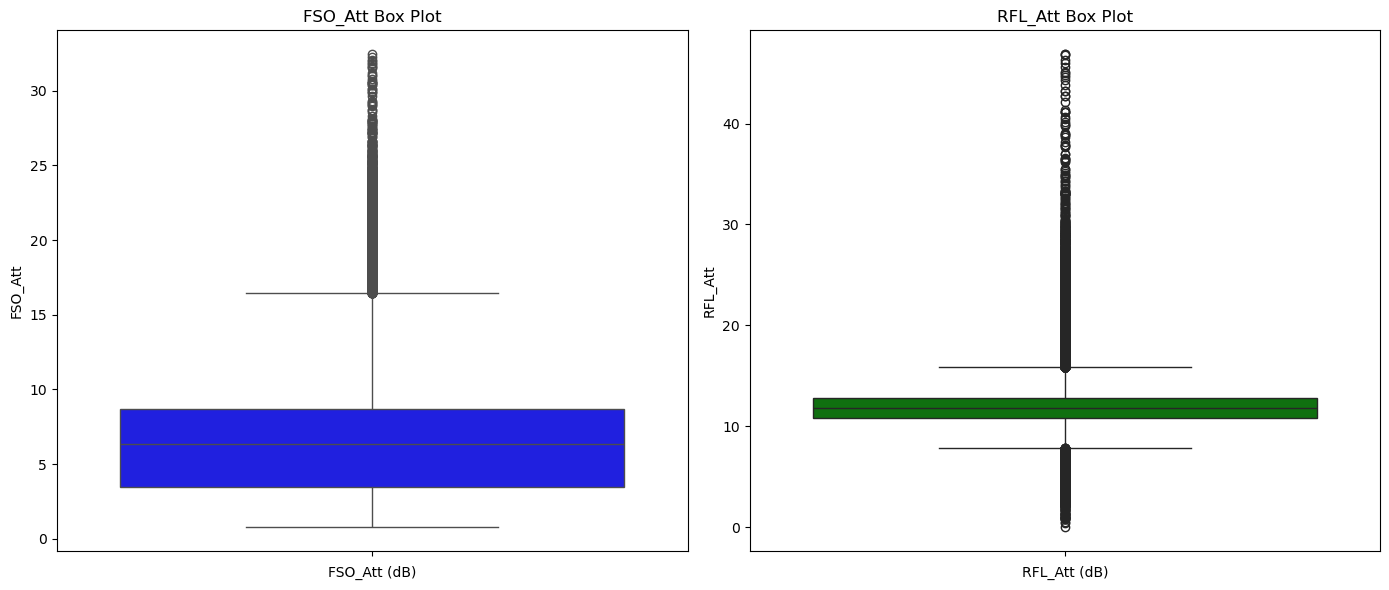 FSO_Att Box Plot
30
25
20
15
10
5
0
FSO_Att
FSO_Att (dB)
RFL_Att Box Plot
40
30
20
10
0
RFL_Att
RFL_Att (dB)